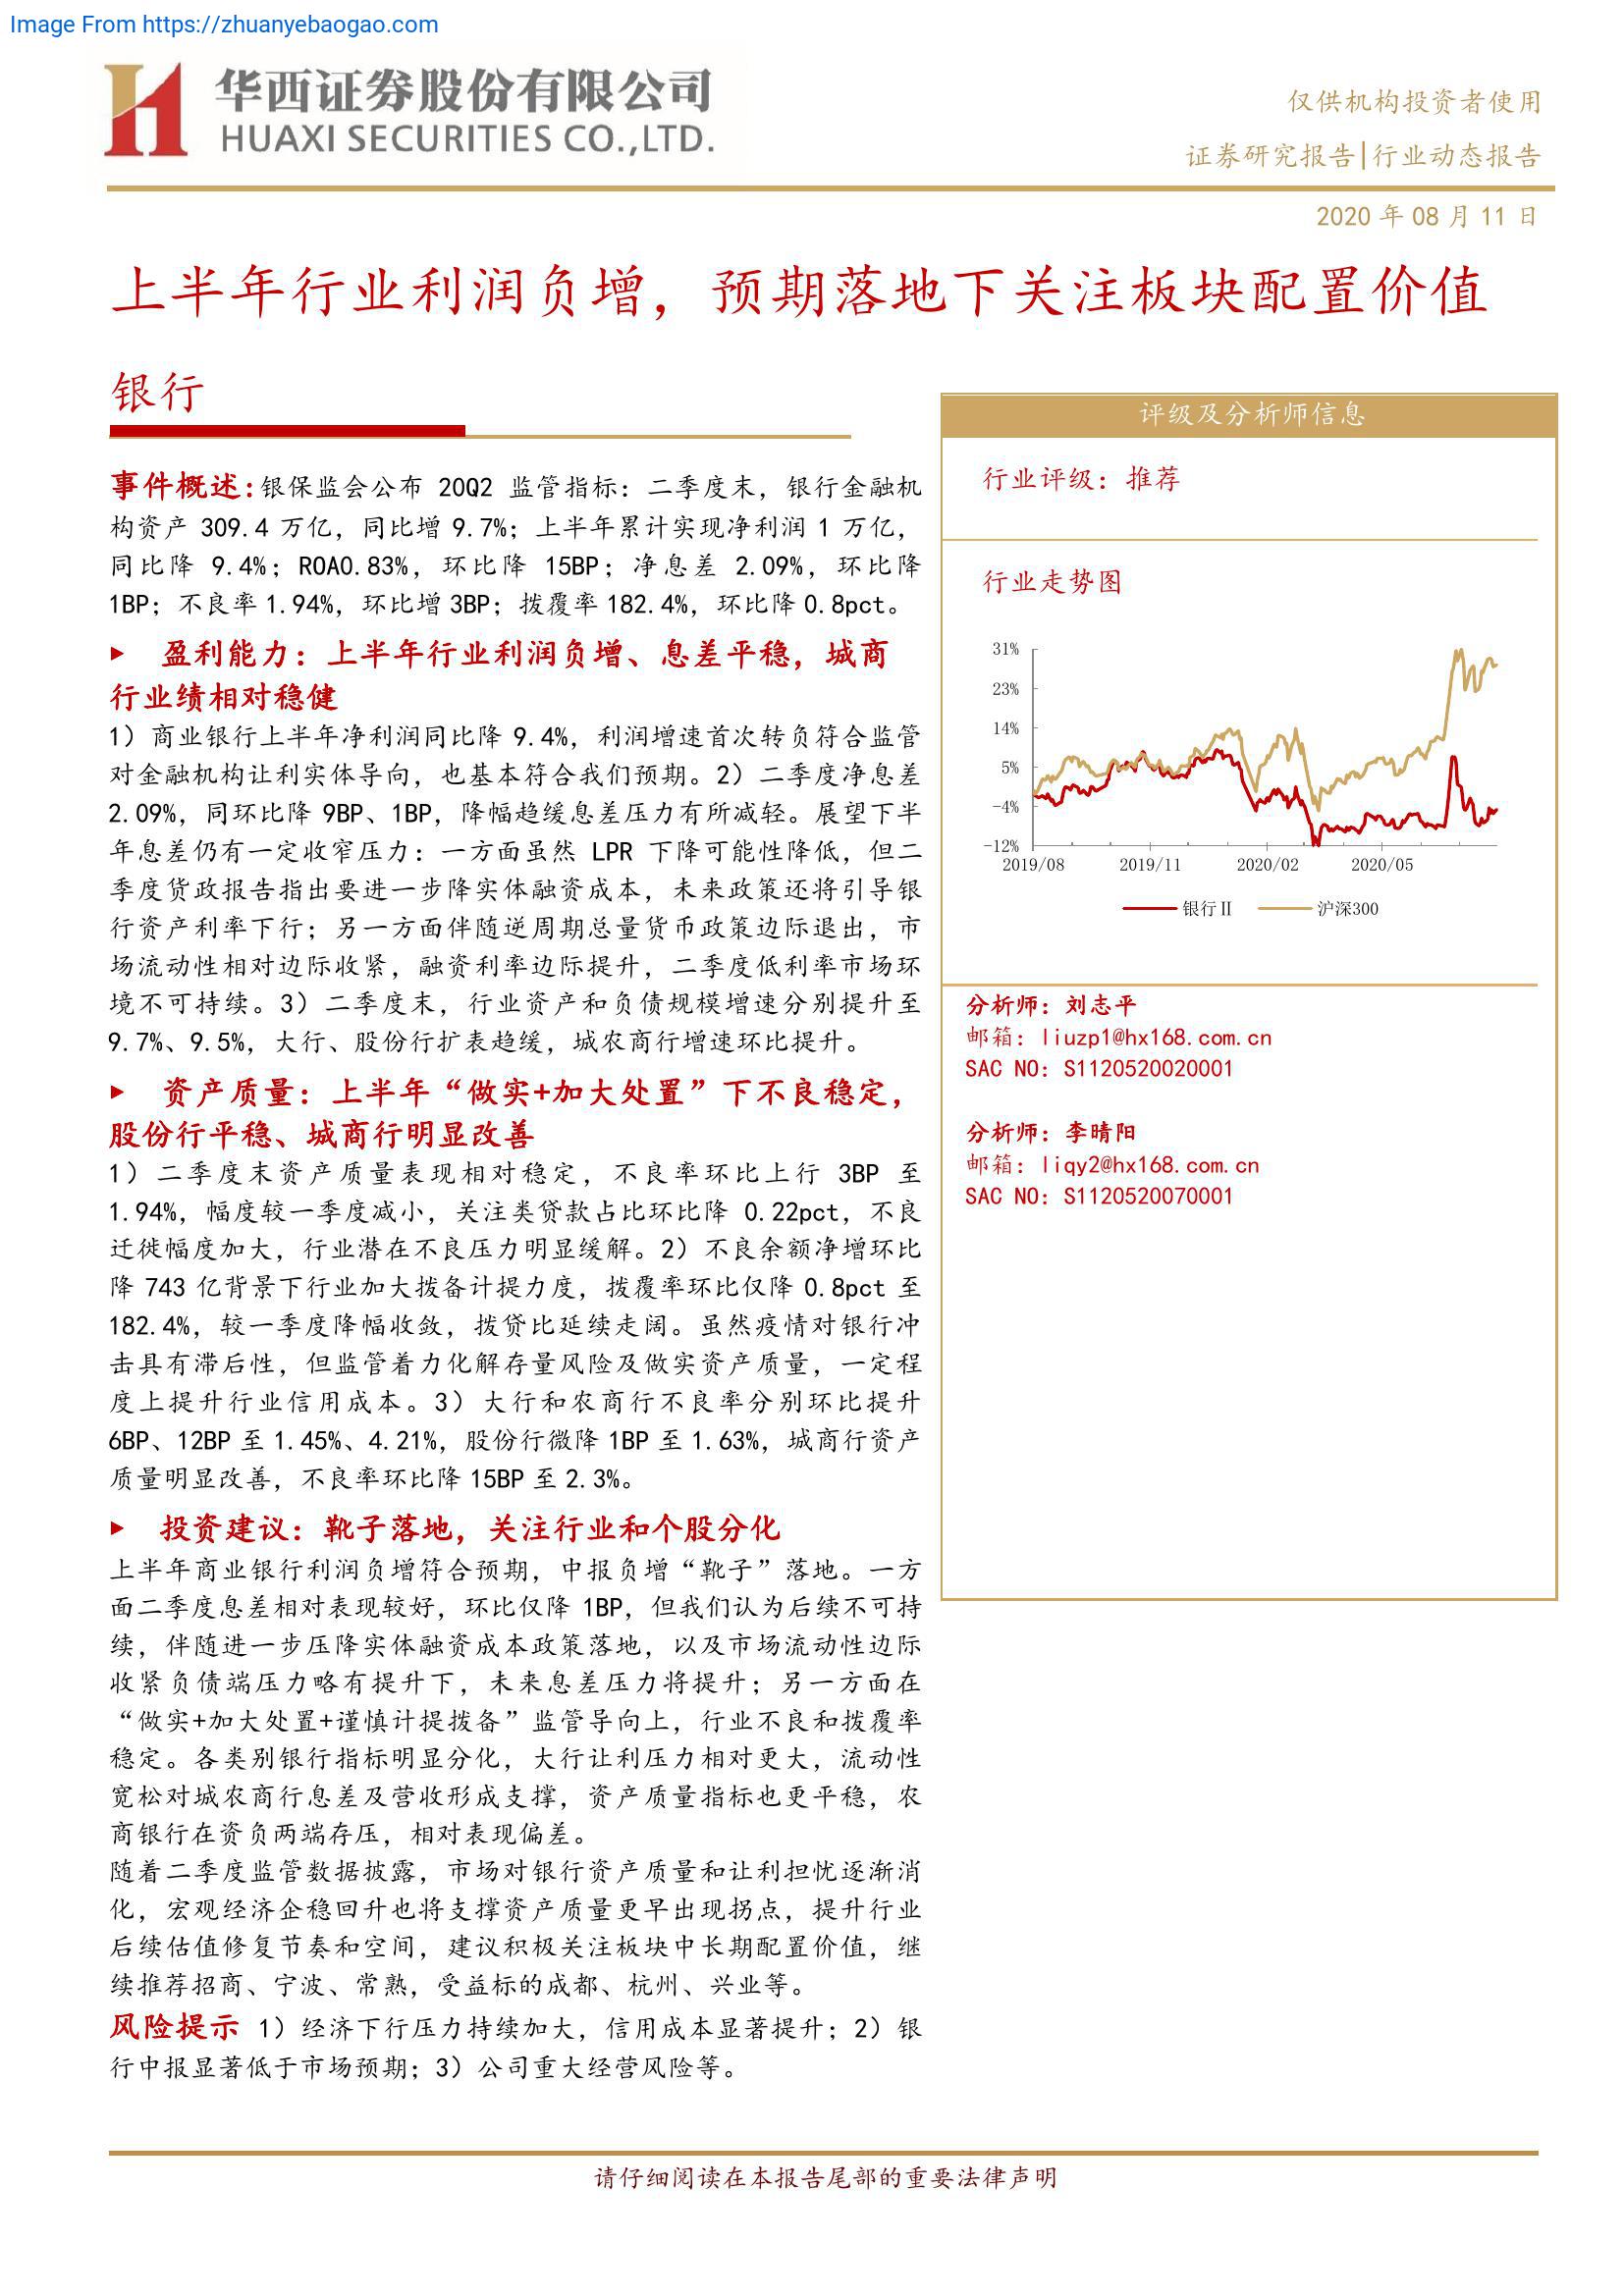 Image From https://zhuanyebaogao.com
华西证券股份有限公司
HUAXI SECURITIES CO.,LTD.
仅供机构投资者使用
证券研究报告|行业动态报告
2020 年 08 月 11 日
上半年行业利润负增，预期落地下关注板块配置价值
银行
事件概述:银保监会公布 20Q2 监管指标：二季度末，银行金融机
构资产 309.4 万亿，同比增 9.7%；上半年累计实现净利润 1 万亿，
同比降 9.4%；ROA0.83%，环比降 15BP；净息差 2.09%，环比降
1BP；不良率 1.94%，环比增 3BP；拨覆率 182.4%，环比降 0.8pct。
► 盈利能力：上半年行业利润负增、息差平稳，城商
行业绩相对稳健
1）商业银行上半年净利润同比降 9.4%，利润增速首次转负符合监管
对金融机构让利实体导向，也基本符合我们预期。2）二季度净息差
2.09%，同环比降 9BP、1BP，降幅趋缓息差压力有所减轻。展望下半
年息差仍有一定收窄压力：一方面虽然 LPR 下降可能性降低，但二
季度货政报告指出要进一步降实体融资成本，未来政策还将引导银
行资产利率下行；另一方面伴随逆周期总量货币政策边际退出，市
场流动性相对边际收紧，融资利率边际提升，二季度低利率市场环
境不可持续。3）二季度末，行业资产和负债规模增速分别提升至
9.7%、9.5%，大行、股份行扩表趋缓，城农商行增速环比提升。
► 资产质量：上半年“做实+加大处置”下不良稳定，
股份行平稳、城商行明显改善
1）二季度末资产质量表现相对稳定，不良率环比上行 3BP 至
1.94%，幅度较一季度减小，关注类贷款占比环比降 0.22pct，不良
迁徙幅度加大，行业潜在不良压力明显缓解。2）不良余额净增环比
降 743 亿背景下行业加大拨备计提力度，拨覆率环比仅降 0.8pct 至
182.4%，较一季度降幅收敛，拨贷比延续走阔。虽然疫情对银行冲
击具有滞后性，但监管着力化解存量风险及做实资产质量，一定程
度上提升行业信用成本。3）大行和农商行不良率分别环比提升
6BP、12BP 至 1.45%、4.21%，股份行微降 1BP 至 1.63%，城商行资产
质量明显改善，不良率环比降 15BP 至 2.3%。
► 投资建议：靴子落地，关注行业和个股分化
上半年商业银行利润负增符合预期，中报负增“靴子”落地。一方
面二季度息差相对表现较好，环比仅降 1BP，但我们认为后续不可持
续，伴随进一步压降实体融资成本政策落地，以及市场流动性边际
收紧负债端压力略有提升下，未来息差压力将提升；另一方面在
“做实+加大处置+谨慎计提拨备”监管导向上，行业不良和拨覆率
稳定。各类别银行指标明显分化，大行让利压力相对更大，流动性
宽松对城农商行息差及营收形成支撑，资产质量指标也更平稳，农
商银行在资负两端存压，相对表现偏差。
随着二季度监管数据披露，市场对银行资产质量和让利担忧逐渐消
化，宏观经济企稳回升也将支撑资产质量更早出现拐点，提升行业
后续估值修复节奏和空间，建议积极关注板块中长期配置价值，继
续推荐招商、宁波、常熟，受益标的成都、杭州、兴业等。
风险提示 1）经济下行压力持续加大，信用成本显著提升；2）银
行中报显著低于市场预期；3）公司重大经营风险等。
评级及分析师信息
行业评级：推荐
行业走势图
31%
23%
14%
5%
-4%
-12%
2019/08 2019/11 2020/02 2020/05
银行Ⅱ 沪深300
分析师：刘志平
邮箱：liuzp1@hx168.com.cn
SAC NO：S1120520020001
分析师：李晴阳
邮箱：liqy2@hx168.com.cn
SAC NO：S1120520070001
请仔细阅读在本报告尾部的重要法律声明